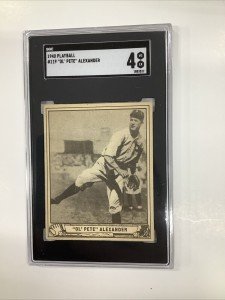 1940 PLAYBALL
#119 "OL' PETE" ALEXANDER
4
"OL' PETE" ALEXANDER